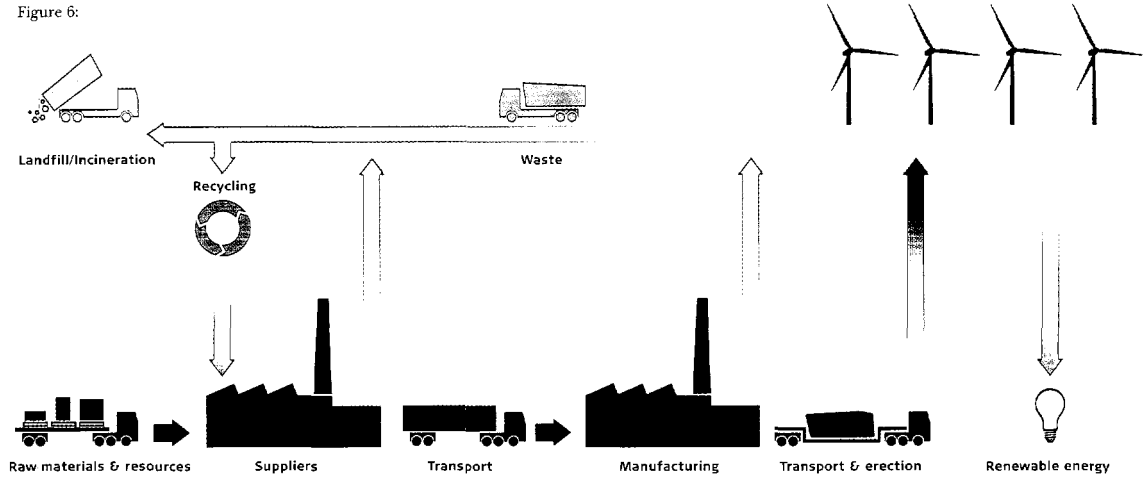 Figure 6:
Landfill/Incineration
Waste
Recycling
Raw materials & resources
Suppliers
Transport
Manufacturing
Transport & erection
Renewable energy